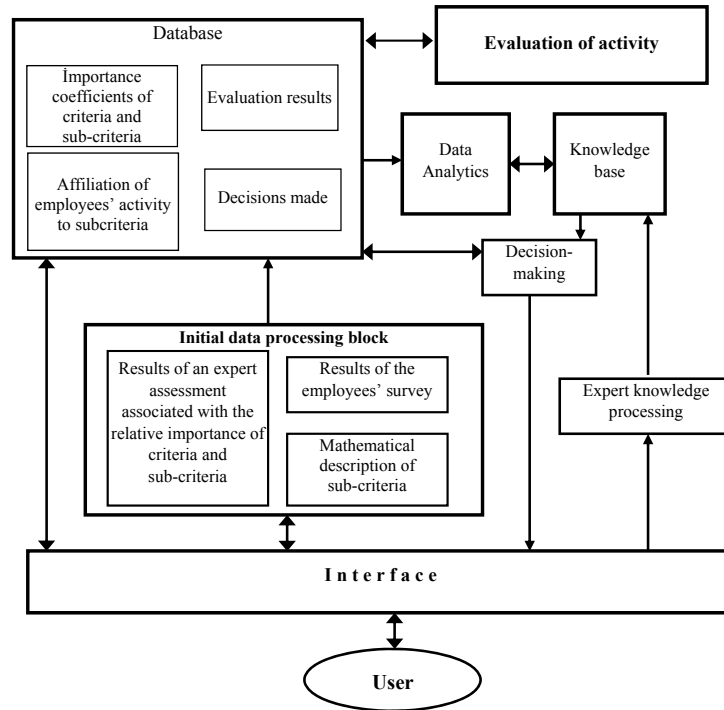 Database
Evaluation of activity
İmportance
coefficients of
criteria and
sub-criteria
Evaluation results
Affiliation of
employees’ activity
to subcriteria
Decisions made
Data
Analytics
Knowledge
base
Decision-
making
Initial data processing block
Results of an expert
assessment
associated with the
relative importance of
criteria and
sub-criteria
Results of the
employees’ survey
Mathematical
description of
sub-criteria
Expert knowledge
processing
I n t e r f a c e
User